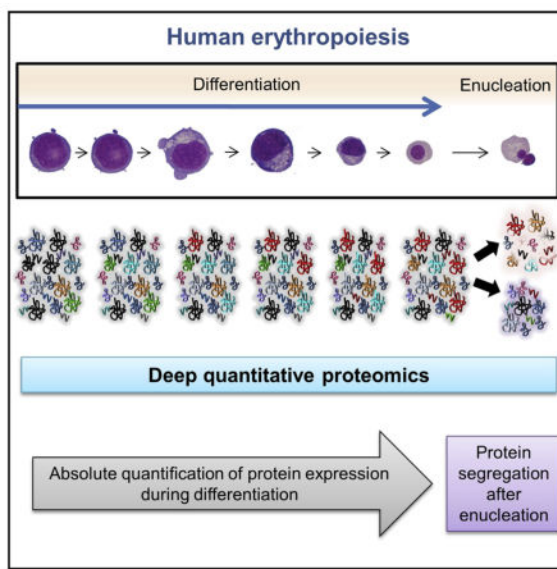 Human erythropoiesis
Differentiation
Enucleation
Deep quantitative proteomics
Absolute quantification of protein expression
during differentiation
Protein
segregation
after
enucleation